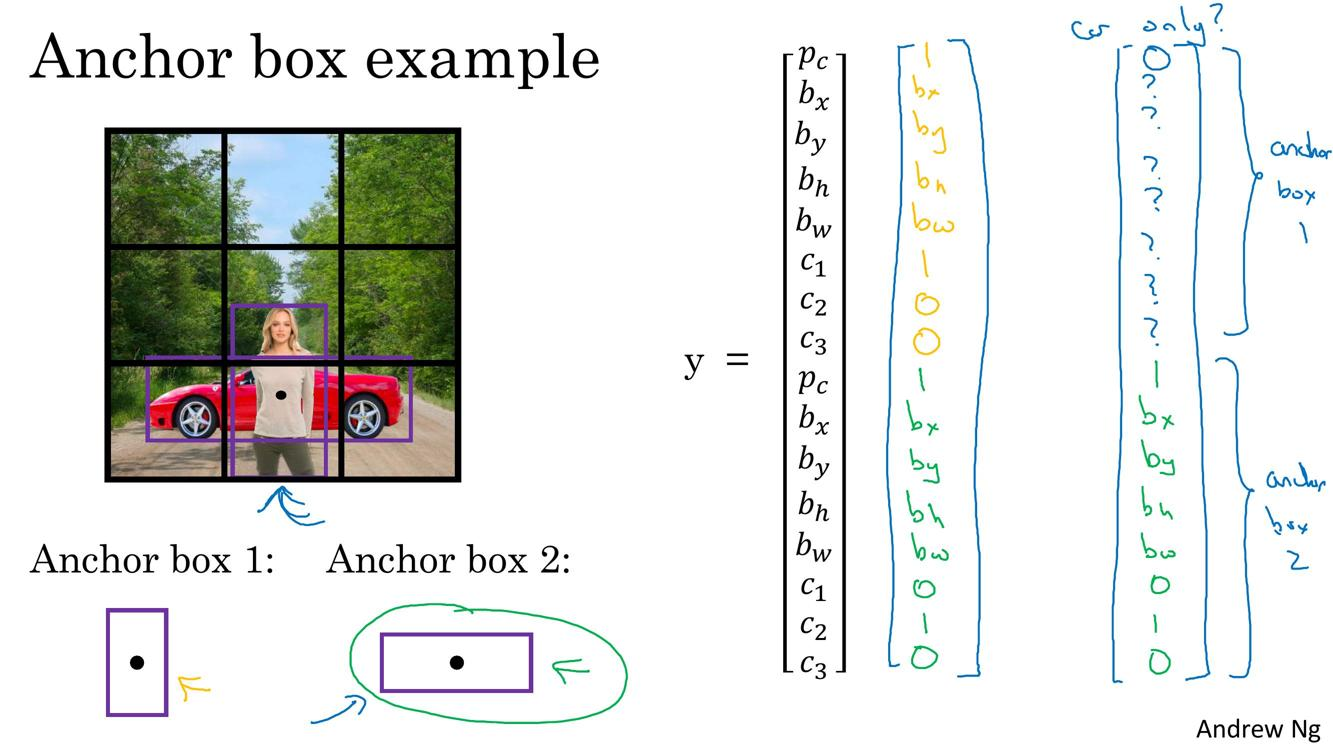 Anchor box example
Anchor box 1:
Anchor box 2:
y =
p_c
b_x
b_y
b_h
b_w
c_1
c_2
c_3
p_c
b_x
b_y
b_h
b_w
c_1
c_2
c_3
1
bx
by
bh
bw
1
0
0
1
bx
by
bh
bw
0
1
0
car only?
0
?
?
?
?
?
?
?
1
bx
by
bh
bw
0
1
0
anchor
box
1
anchor
box
2
Andrew Ng